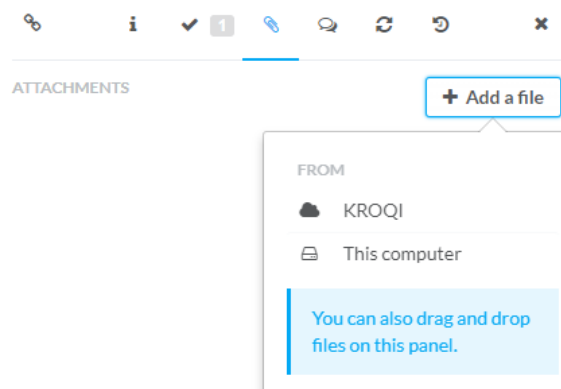 1
ATTACHMENTS
Add a file
FROM
KROQI
This computer
You can also drag and drop
files on this panel.